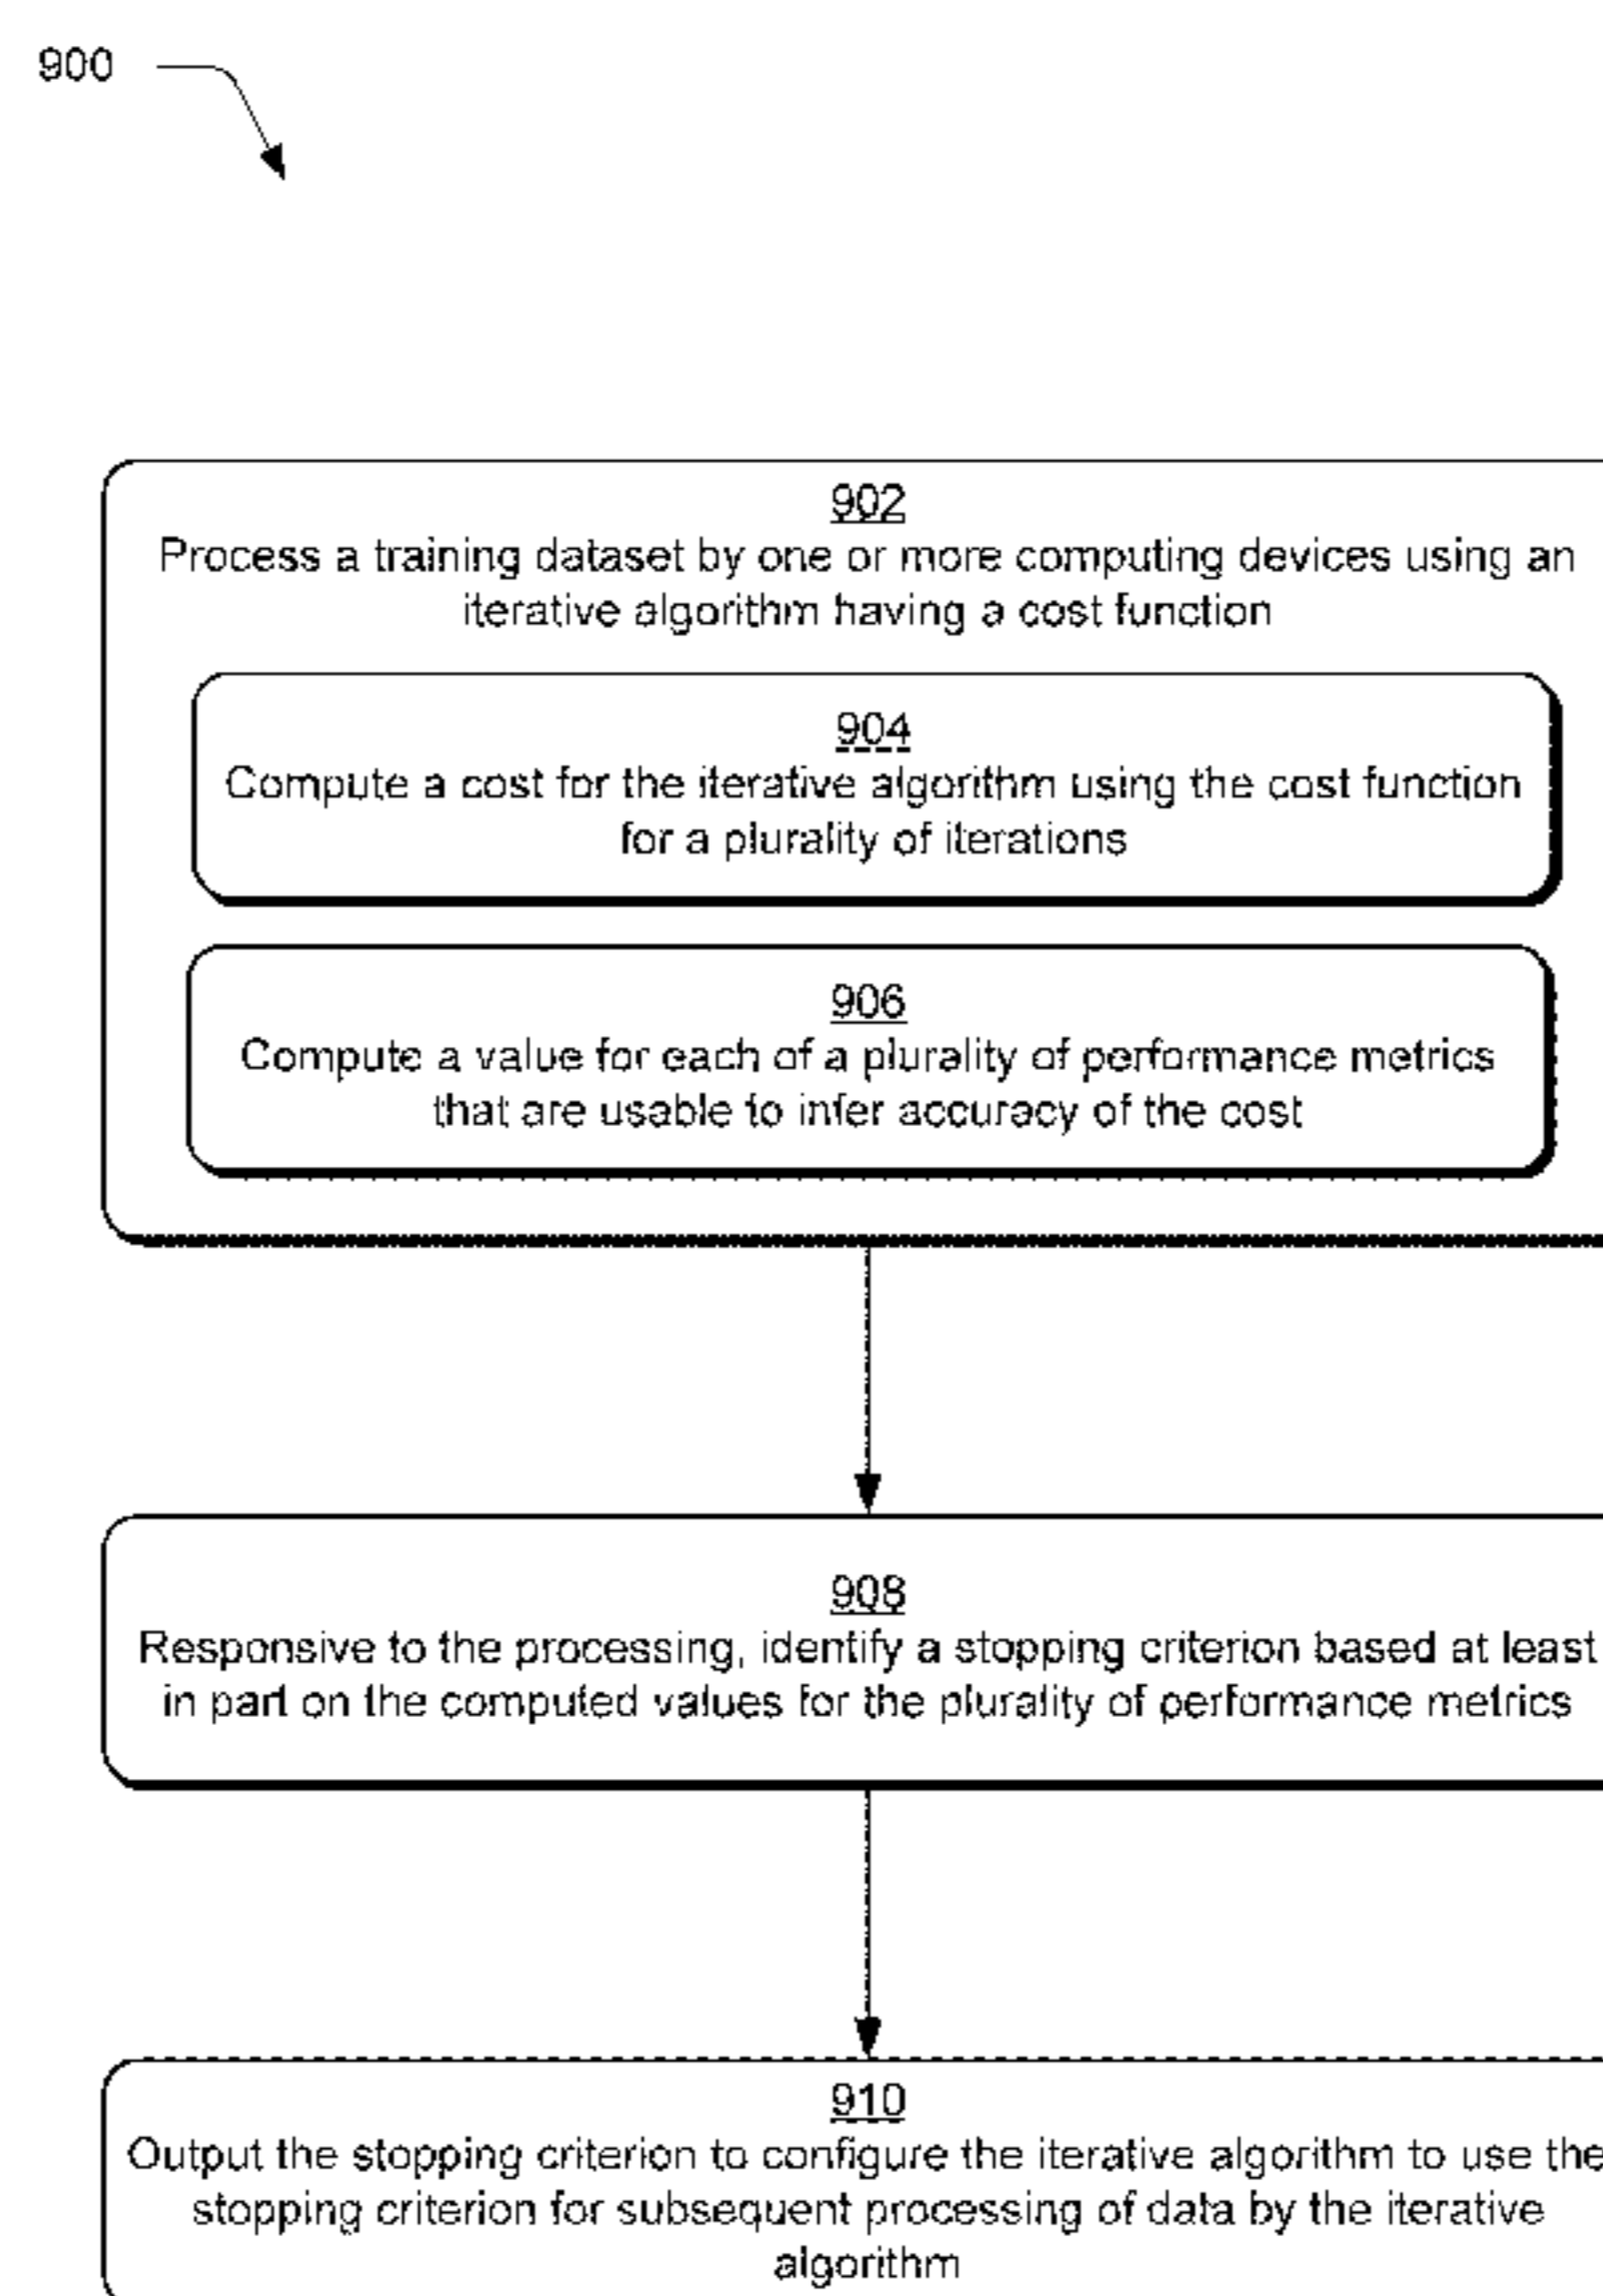 900
902
Process a training dataset by one or more computing devices using an
iterative algorithm having a cost function
904
Compute a cost for the iterative algorithm using the cost function
for a plurality of iterations
906
Compute a value for each of a plurality of performance metrics
that are usable to infer accuracy of the cost
908
Responsive to the processing, identify a stopping criterion based at least
in part on the computed values for the plurality of performance metrics
910
Output the stopping criterion to configure the iterative algorithm to use the
stopping criterion for subsequent processing of data by the iterative
algorithm